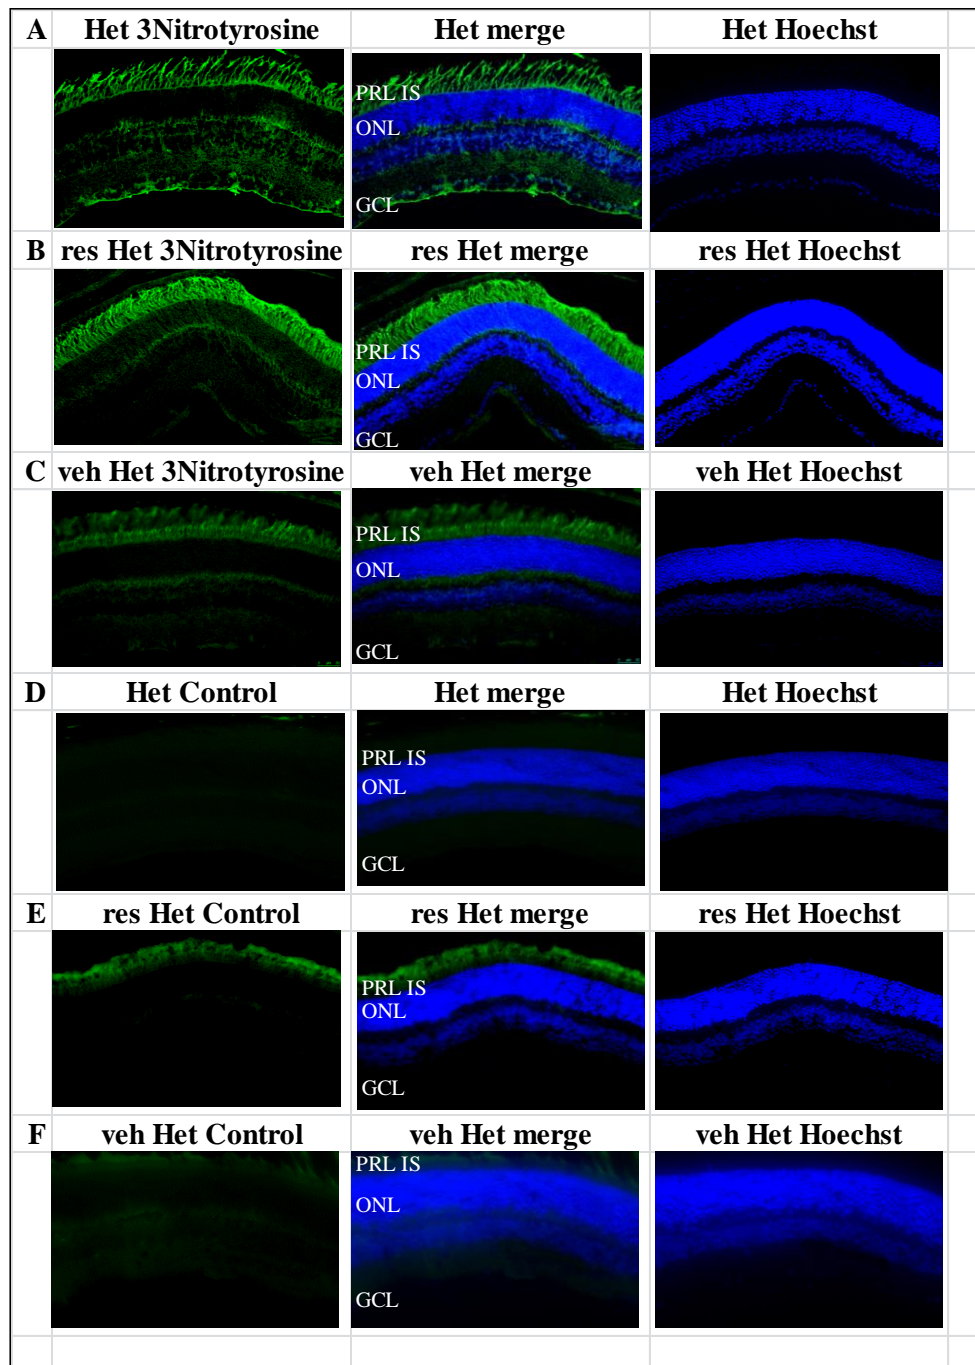 A Het 3Nitrotyrosine Het merge Het Hoechst
PRL IS
ONL
GCL
B res Het 3Nitrotyrosine res Het merge res Het Hoechst
PRL IS
ONL
GCL
C veh Het 3Nitrotyrosine veh Het merge veh Het Hoechst
PRL IS
ONL
GCL
D Het Control Het merge Het Hoechst
PRL IS
ONL
GCL
E res Het Control res Het merge res Het Hoechst
PRL IS
ONL
GCL
F veh Het Control veh Het merge veh Het Hoechst
PRL IS
ONL
GCL